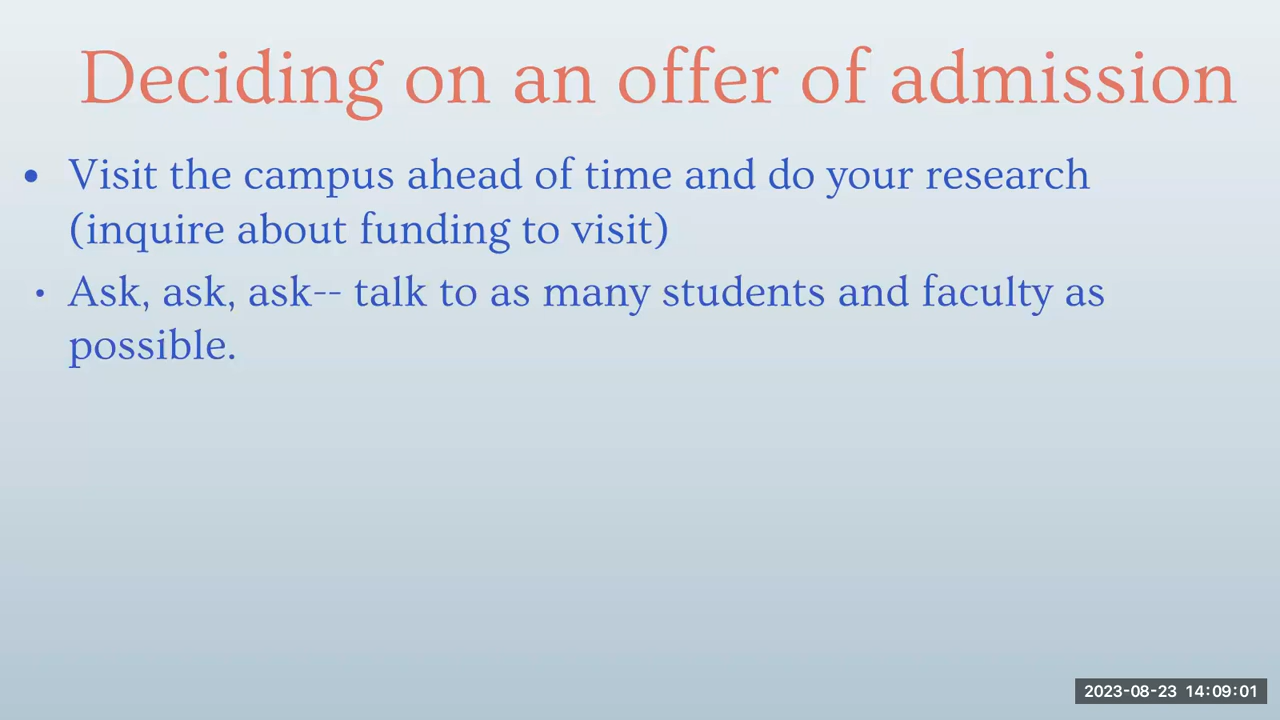 Deciding on an offer of admission
• Visit the campus ahead of time and do your research
(inquire about funding to visit)
• Ask, ask, ask-- talk to as many students and faculty as
possible.
2023-08-23 14:09:01